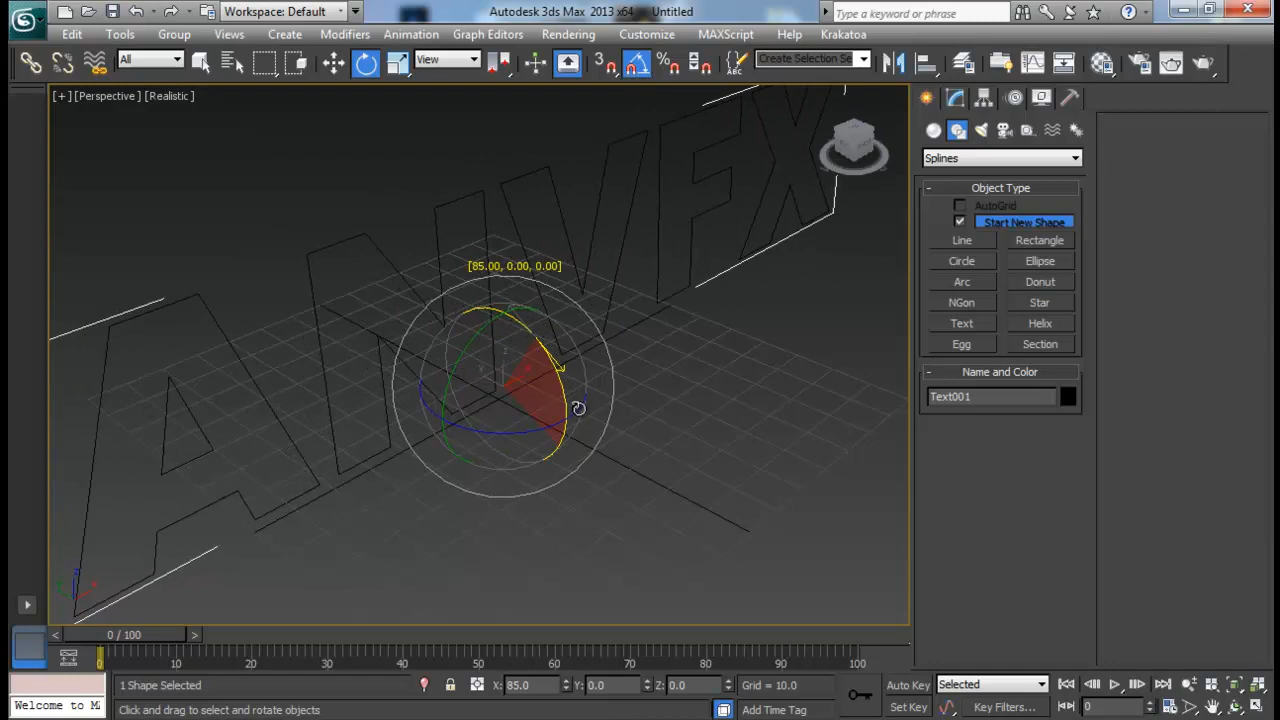 Workspace: Default
Autodesk 3ds Max 2013 x64 - Untitled
Type a keyword or phrase
Edit Tools Group Views Create Modifiers Animation Graph Editors Rendering Customize MAXScript Help Krakatoa
All
View
3
Create Selection Se
[+] [Perspective] [Realistic]
Splines
- Object Type
AutoGrid
Start New Shape
Line Rectangle
Circle Ellipse
Arc Donut
NGon Star
Text Helix
Egg Section
- Name and Color
Text001
[85.00, 0.00, 0.00]
z
z
< 0 / 100 >
0 10 20 30 40 50 60 70 80 90 100
1 Shape Selected X: 85.0 Y: 0.0 Z: 0.0 Grid = 10.0 Auto Key Selected
Welcome to M Click and drag to select and rotate objects Add Time Tag Set Key Key Filters... 0